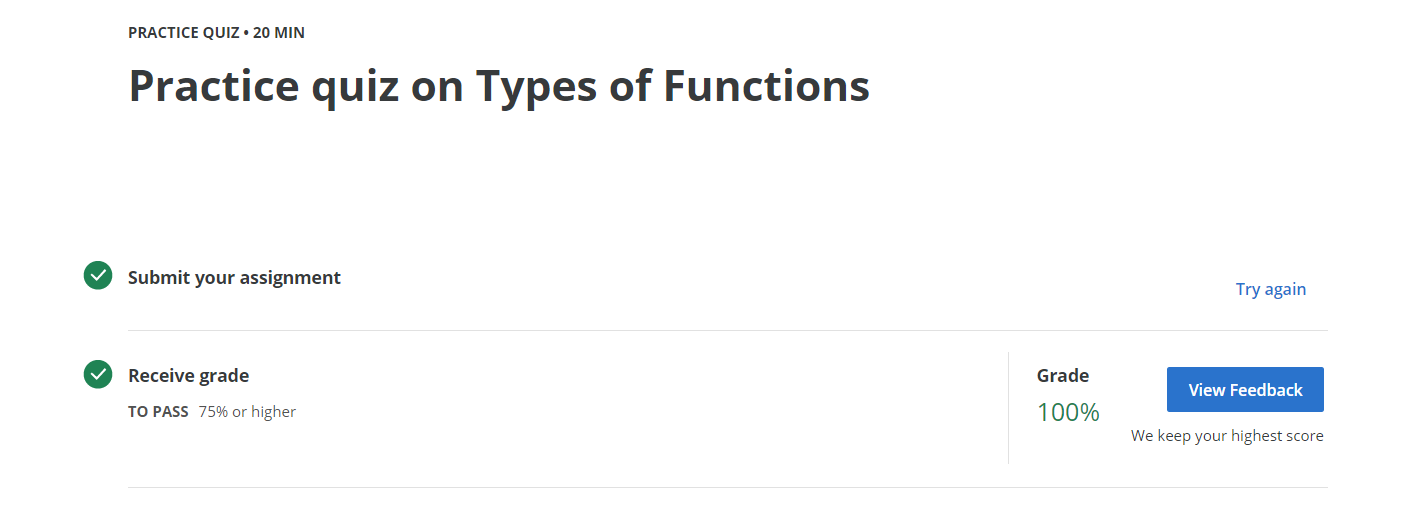 PRACTICE QUIZ • 20 MIN
Practice quiz on Types of Functions
Submit your assignment
Try again
Receive grade
TO PASS 75% or higher
Grade
100%
View Feedback
We keep your highest score